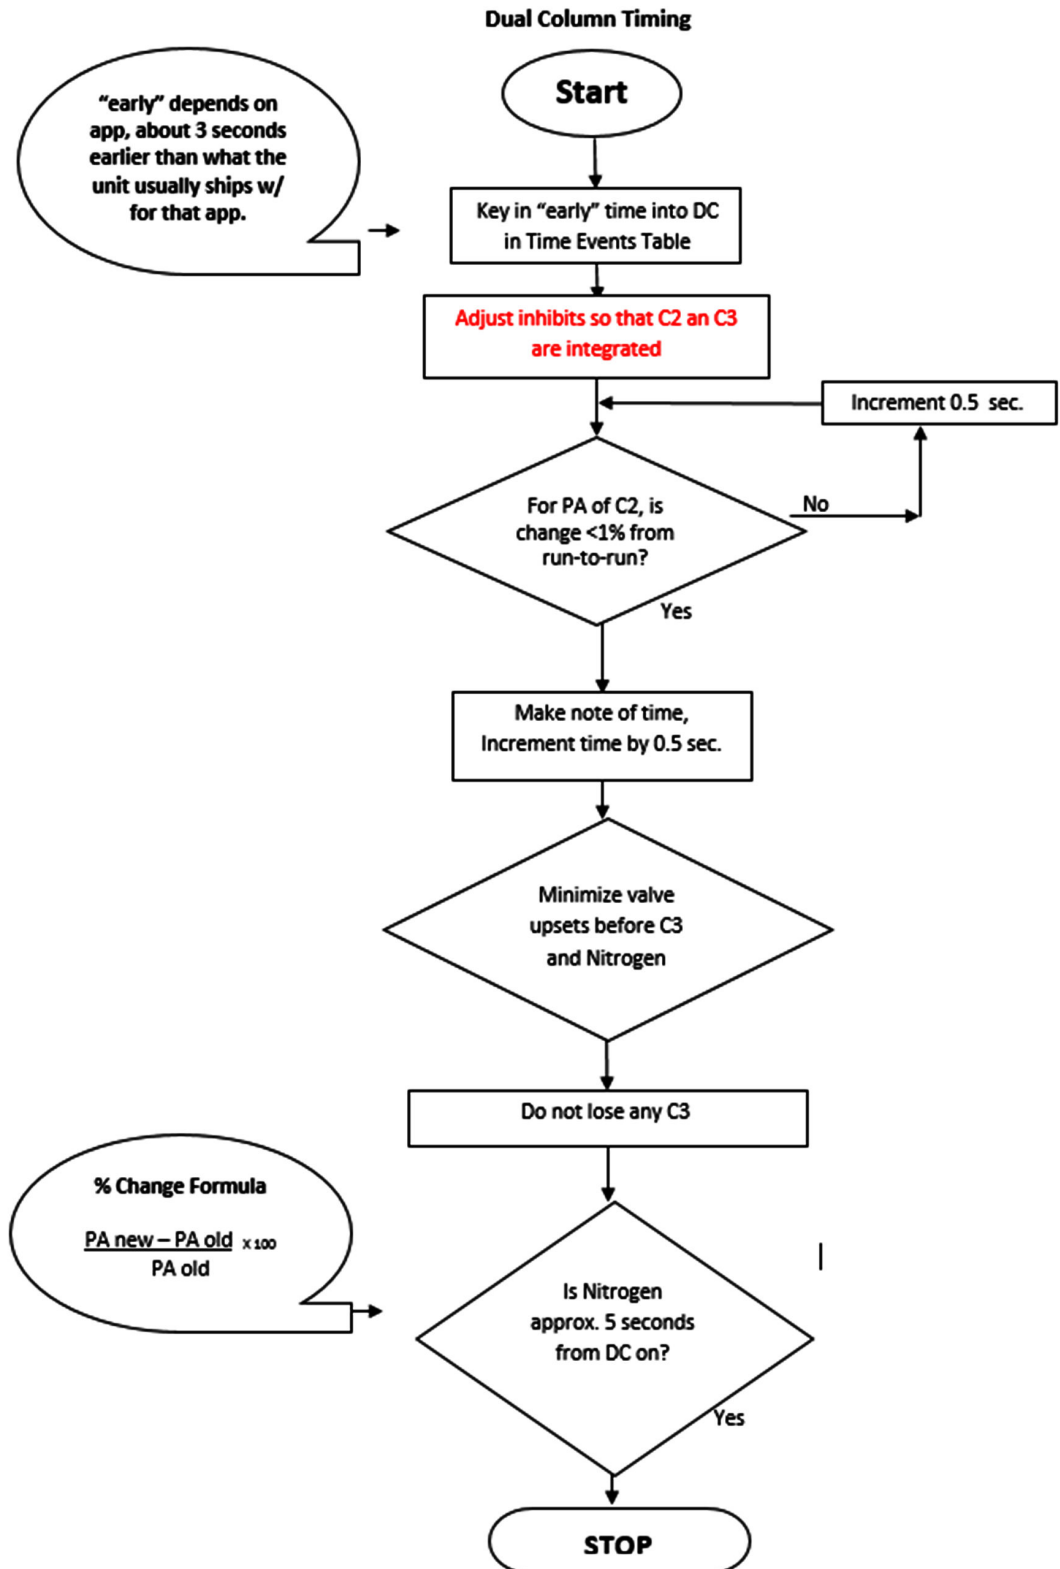 Dual Column Timing
Start
“early” depends on
app, about 3 seconds
earlier than what the
unit usually ships w/
for that app.
Key in “early” time into DC
in Time Events Table
Adjust inhibits so that C2 an C3
are integrated
Increment 0.5 sec.
For PA of C2, is
change <1% from
run-to-run?
No
Yes
Make note of time,
Increment time by 0.5 sec.
Minimize valve
upsets before C3
and Nitrogen
Do not lose any C3
% Change Formula
PA new – PA old x 100
PA old
Is Nitrogen
approx. 5 seconds
from DC on?
Yes
STOP